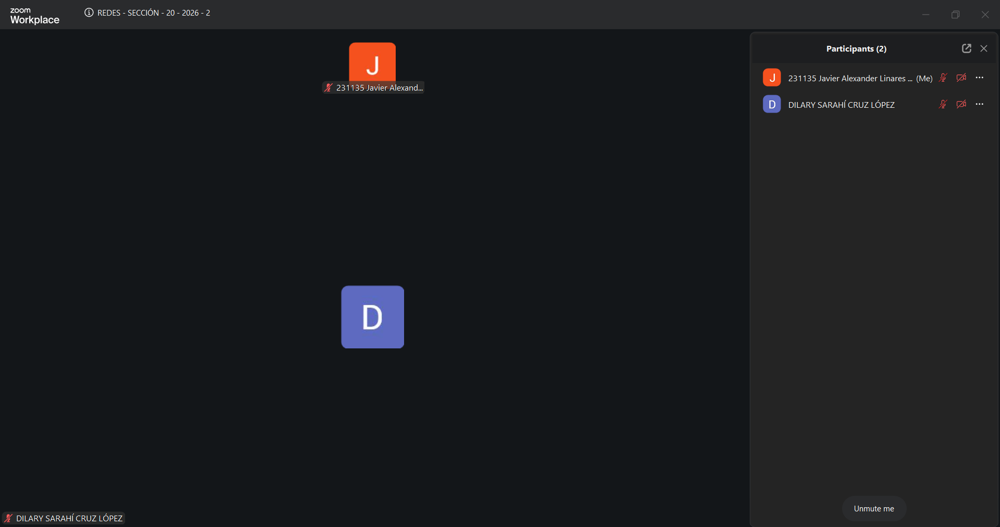 zoom
Workplace
REDES - SECCIÓN - 20 - 2026 - 2
J
231135 Javier Alexand...
D
DILARY SARAHÍ CRUZ LÓPEZ
Participants (2)
J 231135 Javier Alexander Linares ... (Me)
D DILARY SARAHÍ CRUZ LÓPEZ
Unmute me